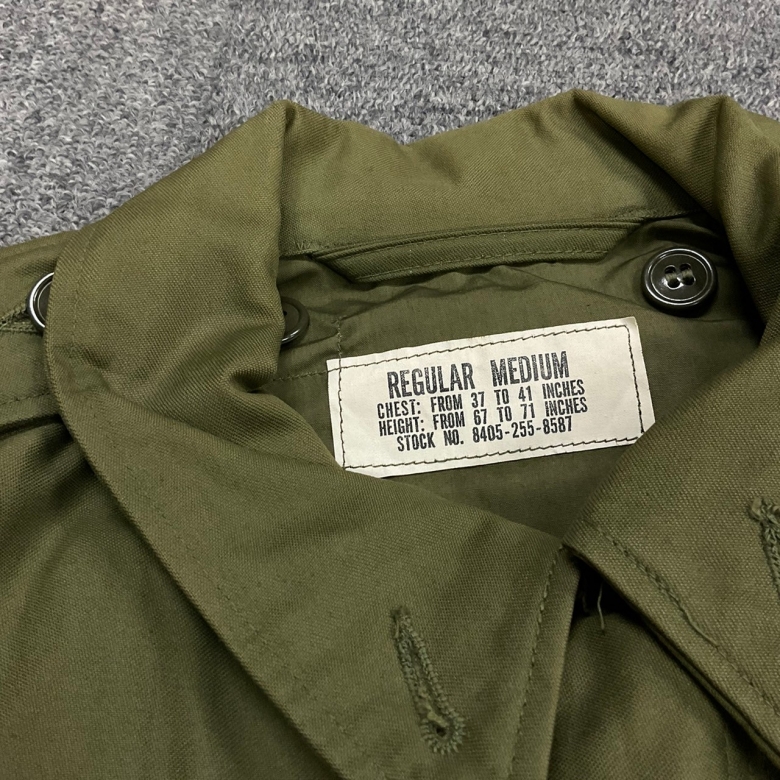 REGULAR MEDIUM
CHEST: FROM 37 TO 41 INCHES
HEIGHT: FROM 67 TO 71 INCHES
STOCK NO. 8405-255-8587